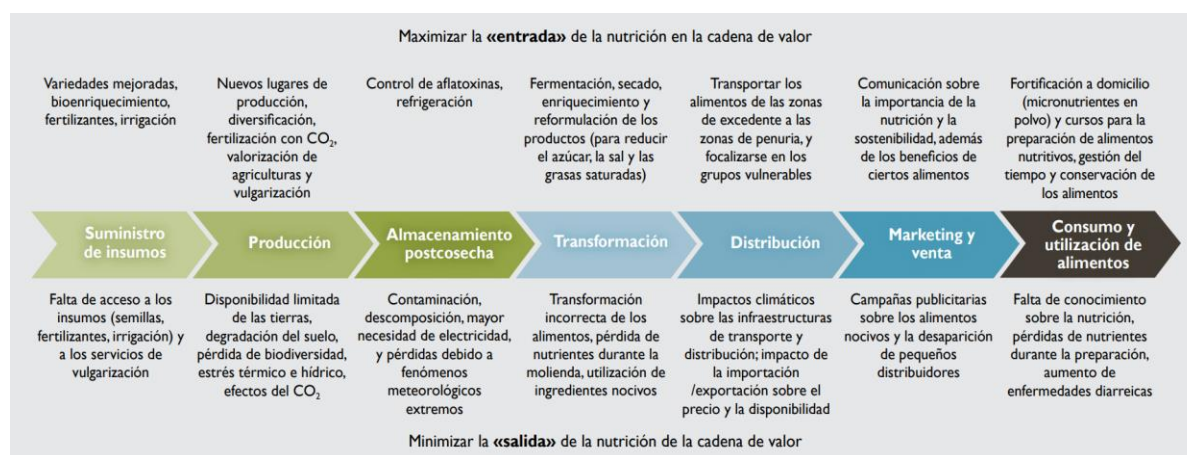 Maximizar la «entrada» de la nutrición en la cadena de valor
Variedades mejoradas,
bioenriquecimiento,
fertilizantes, irrigación
Nuevos lugares de
producción,
diversificación,
fertilización con CO₂,
valorización de
agriculturas y
vulgarización
Control de aflatoxinas,
refrigeración
Fermentación, secado,
enriquecimiento y
reformulación de los
productos (para reducir
el azúcar, la sal y las
grasas saturadas)
Transportar los
alimentos de las zonas
de excedente a las
zonas de penuria, y
focalizarse en los
grupos vulnerables
Comunicación sobre
la importancia de la
nutrición y la
sostenibilidad, además
de los beneficios de
ciertos alimentos
Fortificación a domicilio
(micronutrientes en
polvo) y cursos para la
preparación de alimentos
nutritivos, gestión del
tiempo y conservación de
los alimentos
Suministro
de insumos
Producción
Almacenamiento
postcosecha
Transformación
Distribución
Marketing y
venta
Consumo y
utilización de
alimentos
Falta de acceso a los
insumos (semillas,
fertilizantes, irrigación) y
a los servicios de
vulgarización
Disponibilidad limitada
de las tierras,
degradación del suelo,
pérdida de biodiversidad,
estrés térmico e hídrico,
efectos del CO₂
Contaminación,
descomposición, mayor
necesidad de electricidad,
y pérdidas debido a
fenómenos
meteorológicos
extremos
Transformación
incorrecta de los
alimentos, pérdida de
nutrientes durante la
molienda, utilización de
ingredientes nocivos
Impactos climáticos
sobre las infraestructuras
de transporte y
distribución; impacto de
la importación
/exportación sobre el
precio y la disponibilidad
Campañas publicitarias
sobre los alimentos
nocivos y la desaparición
de pequeños
distribuidores
Falta de conocimiento
sobre la nutrición,
pérdidas de nutrientes
durante la preparación,
aumento de
enfermedades diarreicas
Minimizar la «salida» de la nutrición de la cadena de valor